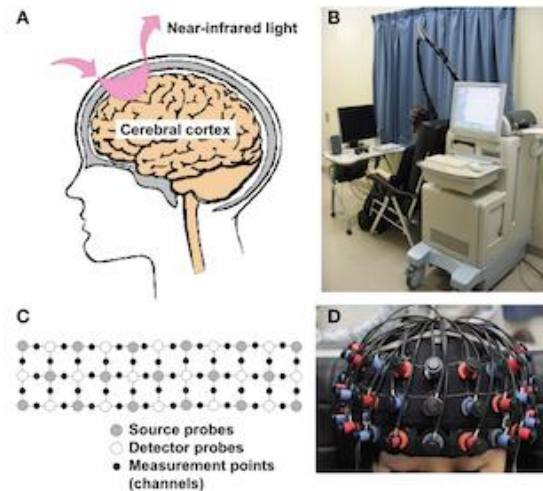 A
Near-infrared light
Cerebral cortex
B
C
Source probes
Detector probes
Measurement points
(channels)
D